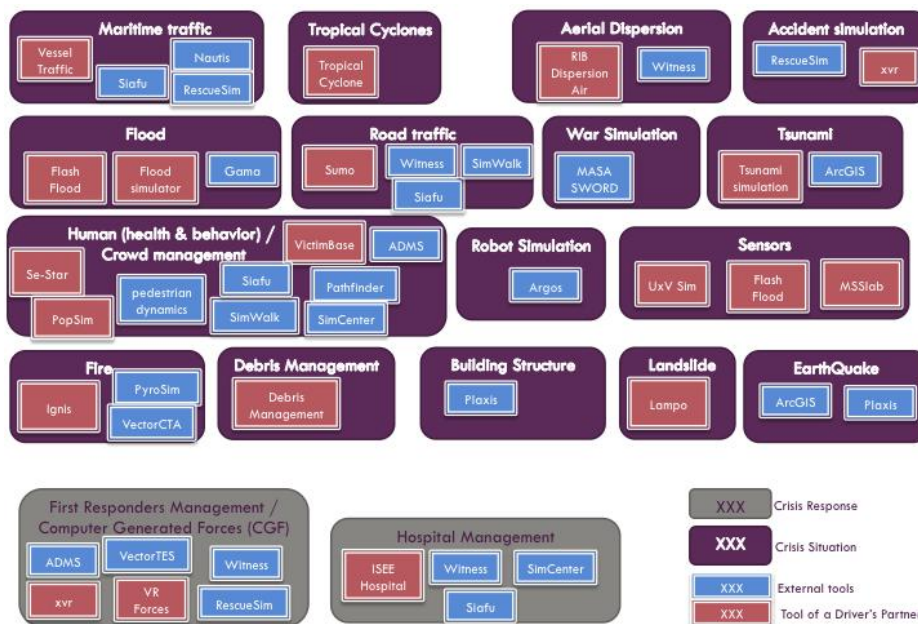 Maritime traffic
Vessel
Traffic
Siafu
Nautis
RescueSim
Tropical Cyclones
Tropical
Cyclone
Aerial Dispersion
RIB
Dispersion
Air
Witness
Accident simulation
RescueSim
xvr
Flood
Flash
Flood
Flood
simulator
Gama
Road traffic
Sumo
Witness
SimWalk
Siafu
War Simulation
MASA
SWORD
Tsunami
Tsunami
simulation
ArcGIS
Human (health & behavior) /
Crowd management
VictimBase
ADMS
Se-Star
PopSim
pedestrian
dynamics
Siafu
SimWalk
Pathfinder
SimCenter
Robot Simulation
Argos
Sensors
UxV Sim
Flash
Flood
MSSlab
Fire
Ignis
PyroSim
VectorCTA
Debris Management
Debris
Management
Building Structure
Plaxis
Landslide
Lampo
EarthQuake
ArcGIS
Plaxis
First Responders Management /
Computer Generated Forces (CGF)
ADMS
VectorTES
Witness
xvr
VR
Forces
RescueSim
Hospital Management
ISEE
Hospital
Witness
SimCenter
Siafu
XXX Crisis Response
XXX Crisis Situation
XXX External tools
XXX Tool of a Driver's Partner